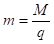 m = M/q